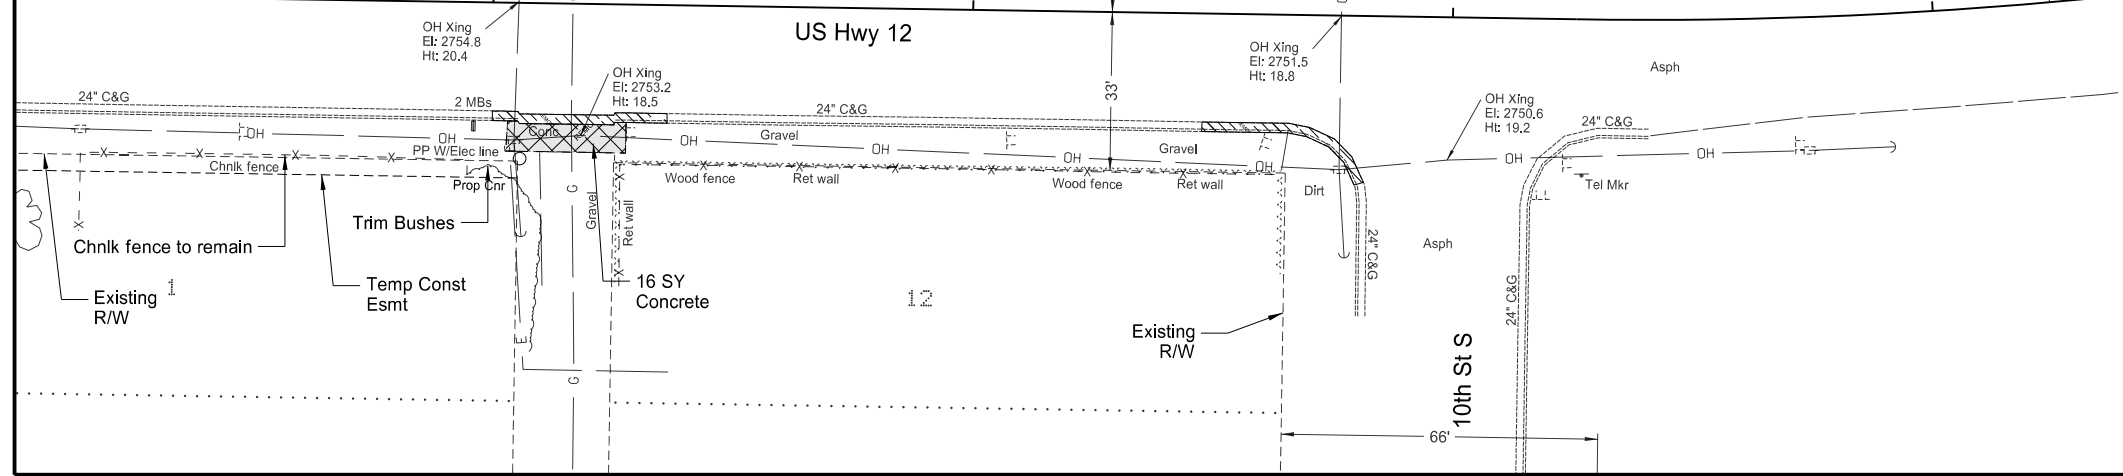 OH Xing
El: 2754.8
Ht: 20.4
US Hwy 12
OH Xing
El: 2751.5
Ht: 18.8
Asph
OH Xing
El: 2753.2
Ht: 18.5
33'
OH Xing
El: 2750.6
Ht: 19.2
24" C&G
2 MBs
24" C&G
24" C&G
OH
OH
Conc
Gravel
OH
OH
Gravel
OH
OH
OH
OH
PP W/Elec line
Chnlk fence
Prop Cnr
Wood fence
Ret wall
Wood fence
Ret wall
Dirt
Tel Mkr
G
Gravel
Ret wall
Trim Bushes
Chnlk fence to remain
24" C&G
Asph
Temp Const
Esmt
16 SY
Concrete
1
Existing
R/W
12
Existing
R/W
24" C&G
E
G
10th St S
66'